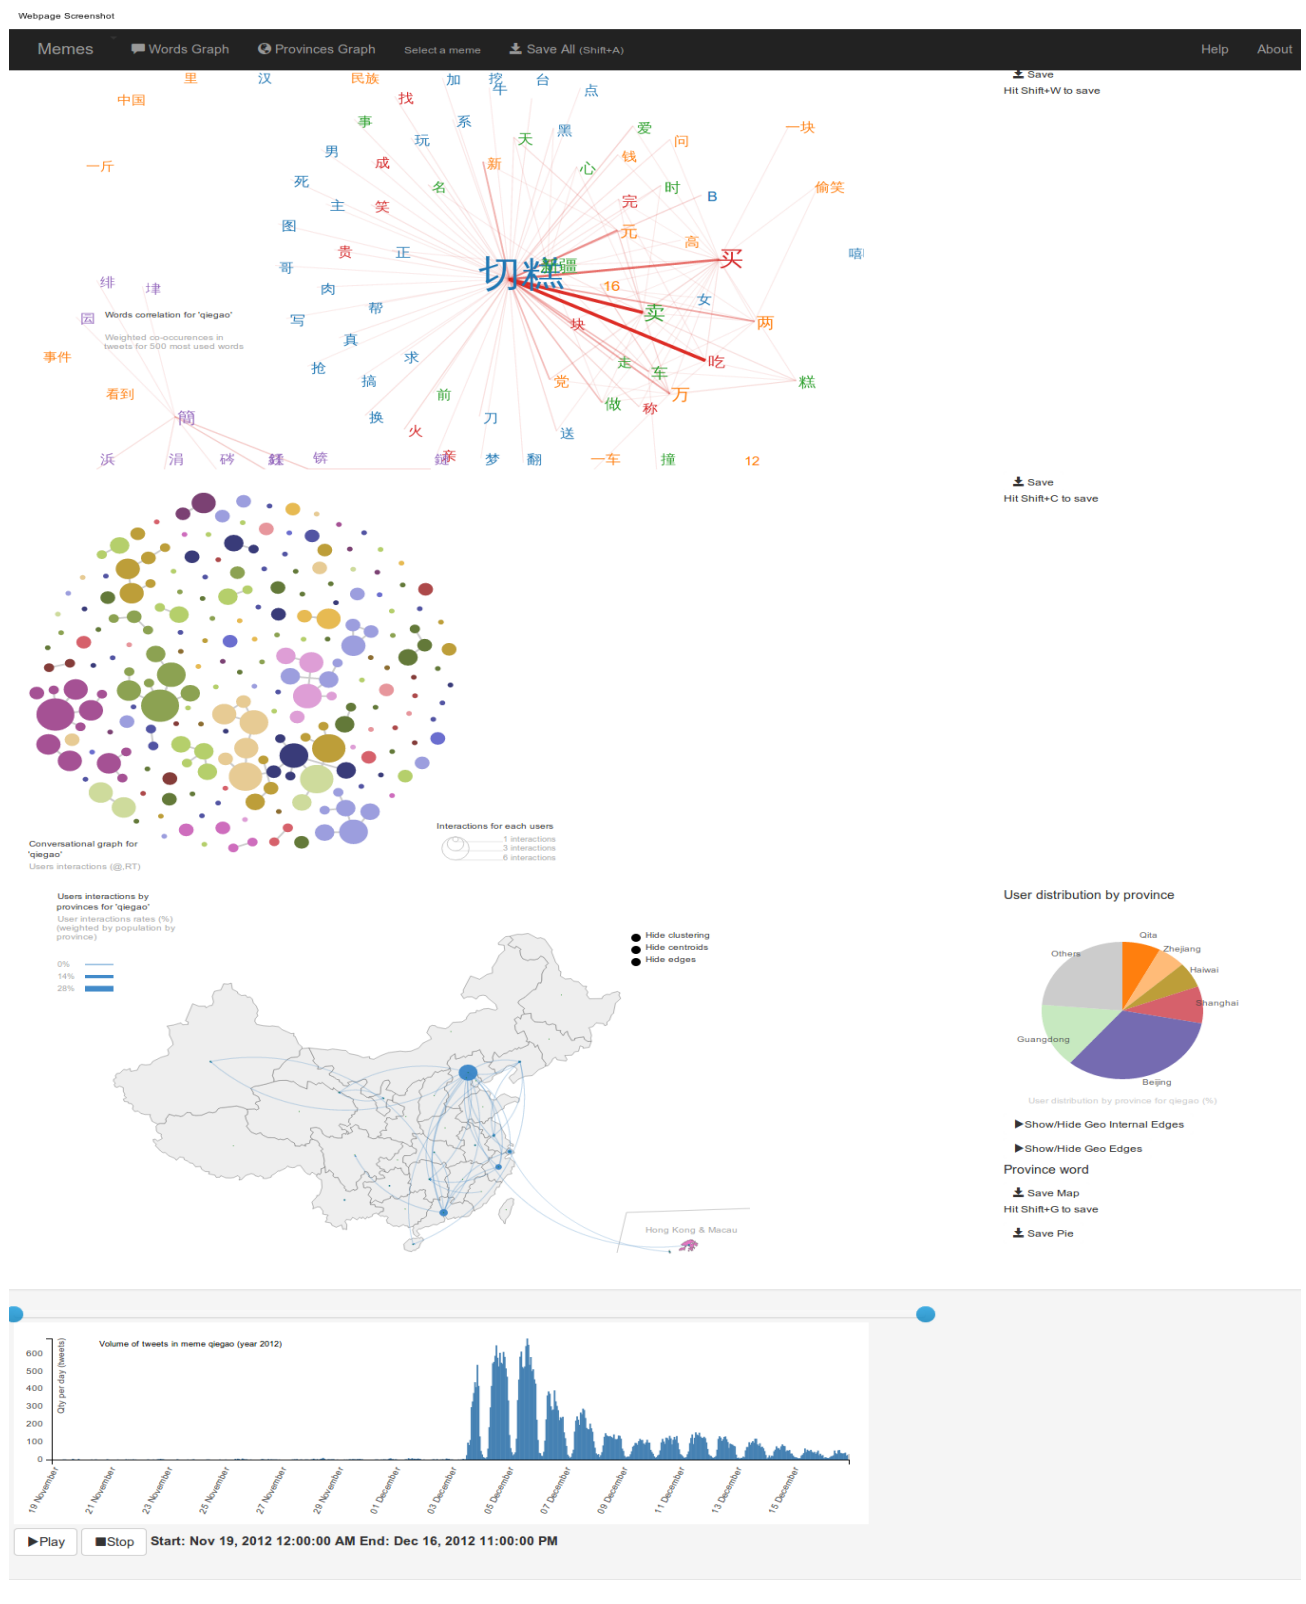 Webpage Screenshot
Memes Words Graph Provinces Graph Select a meme Save All (Shift+A) Help About
Save
Hit Shift+W to save
里 汉 民族 加 挖 台
牛 点
中国 找
事 系 黑 爱 一块
玩 天 问
男 新 钱
一斤 成 心
死 名 时 偷笑
主 笑 完 B
图 元
贵 正 高 买
哥 切糕 新疆
绯 肉 16 女
帮 卖
写 块 两
Words correlation for 'qiegao'
Weighted co-occurences in
tweets for 500 most used words
真
事件 求 走 吃
抢 搞 党 车 糕
看到 前 做 万
簡 换 刀 称
火 送
浜 涓 碎 锛 亲 梦 翻 一车 撞 12
Save
Hit Shift+C to save
Interactions for each users
1 interactions
3 interactions
6 interactions
Conversational graph for
'qiegao'
Users interactions (@,RT)
Users interactions by
provinces for 'qiegao'
User interactions rates (%)
(weighted by population by
province)
0%
14%
28%
Hide clustering
Hide centroids
Hide edges
Hong Kong & Macau
User distribution by province
Qita
Zhejiang
Others
Haiwai
Shanghai
Guangdong
Beijing
User distribution by province for qiegao (%)
Show/Hide Geo Internal Edges
Show/Hide Geo Edges
Province word
Save Map
Hit Shift+G to save
Save Pie
Volume of tweets in meme qiegao (year 2012)
Qty per day (tweets)
600
500
400
300
200
100
0
19 November 21 November 23 November 25 November 27 November 29 November 01 December 03 December 05 December 07 December 09 December 11 December 13 December 15 December
Play Stop Start: Nov 19, 2012 12:00:00 AM End: Dec 16, 2012 11:00:00 PM